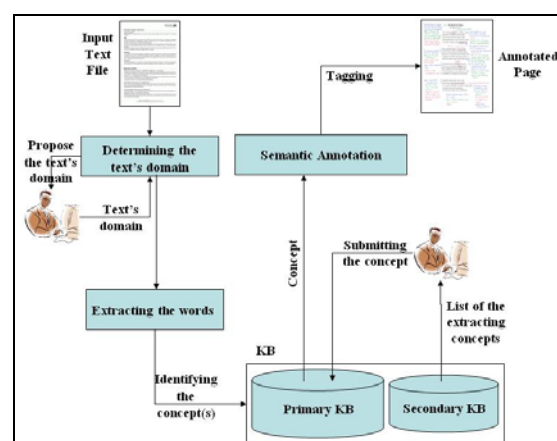 Input
Text
File
Annotated
Page
Tagging
Propose
the text's
domain
Determining the
text's domain
Semantic Annotation
Text's
domain
Concept
Submitting
the concept
Extracting the words
List of the
extracting
concepts
KB
Identifying
the
concept(s)
Primary KB
Secondary KB